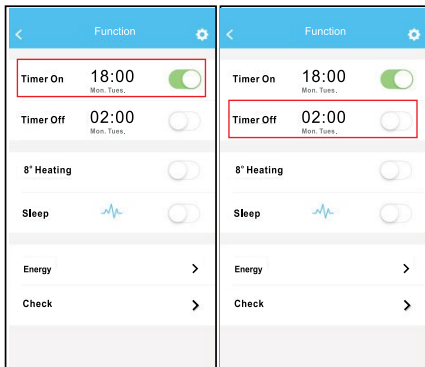 Function
Timer On 18:00
Mon. Tues.
Timer Off 02:00
Mon. Tues.
8° Heating
Sleep
Energy
Check
Function
Timer On 18:00
Mon. Tues.
Timer Off 02:00
Mon. Tues.
8° Heating
Sleep
Energy
Check